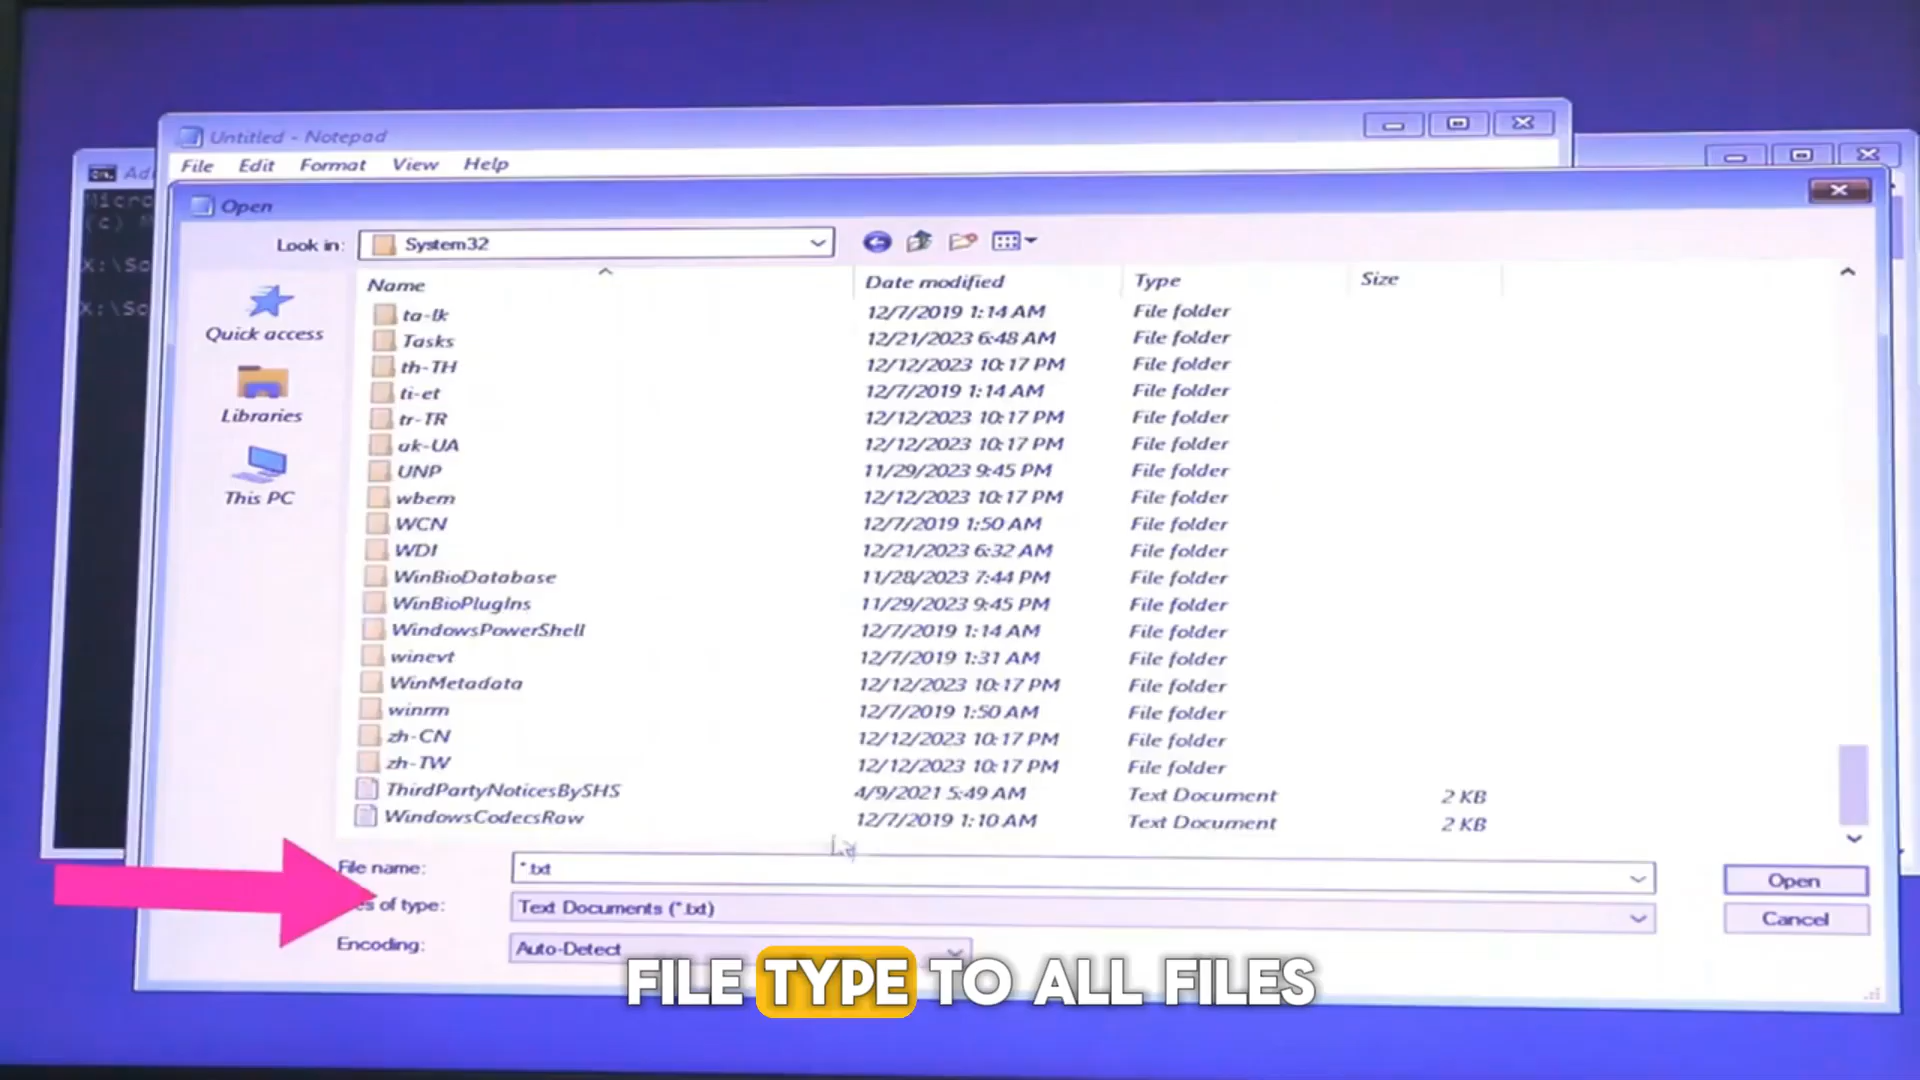 Untitled - Notepad
File Edit Format View Help
Open
Look in: System32
Name Date modified Type Size
Quick access
Libraries
This PC
ta-lk 12/7/2019 1:14 AM File folder
Tasks 12/21/2023 6:48 AM File folder
th-TH 12/12/2023 10:17 PM File folder
ti-et 12/7/2019 1:14 AM File folder
tr-TR 12/12/2023 10:17 PM File folder
uk-UA 12/12/2023 10:17 PM File folder
UNP 11/29/2023 9:45 PM File folder
wbem 12/12/2023 10:17 PM File folder
WCN 12/7/2019 1:50 AM File folder
WDI 12/21/2023 6:32 AM File folder
WinBioDatabase 11/28/2023 7:44 PM File folder
WinBioPlugIns 11/29/2023 9:45 PM File folder
WindowsPowerShell 12/7/2019 1:14 AM File folder
winevt 12/7/2019 1:31 AM File folder
WinMetadata 12/12/2023 10:17 PM File folder
winrm 12/7/2019 1:50 AM File folder
zh-CN 12/12/2023 10:17 PM File folder
zh-TW 12/12/2023 10:17 PM File folder
ThirdPartyNoticesBySHS 4/9/2021 5:49 AM Text Document 2 KB
WindowsCodecsRaw 12/7/2019 1:10 AM Text Document 2 KB
File name: *.txt Open
of type: Text Documents (*.txt) Cancel
Encoding: Auto-Detect
FILE TYPE TO ALL FILES